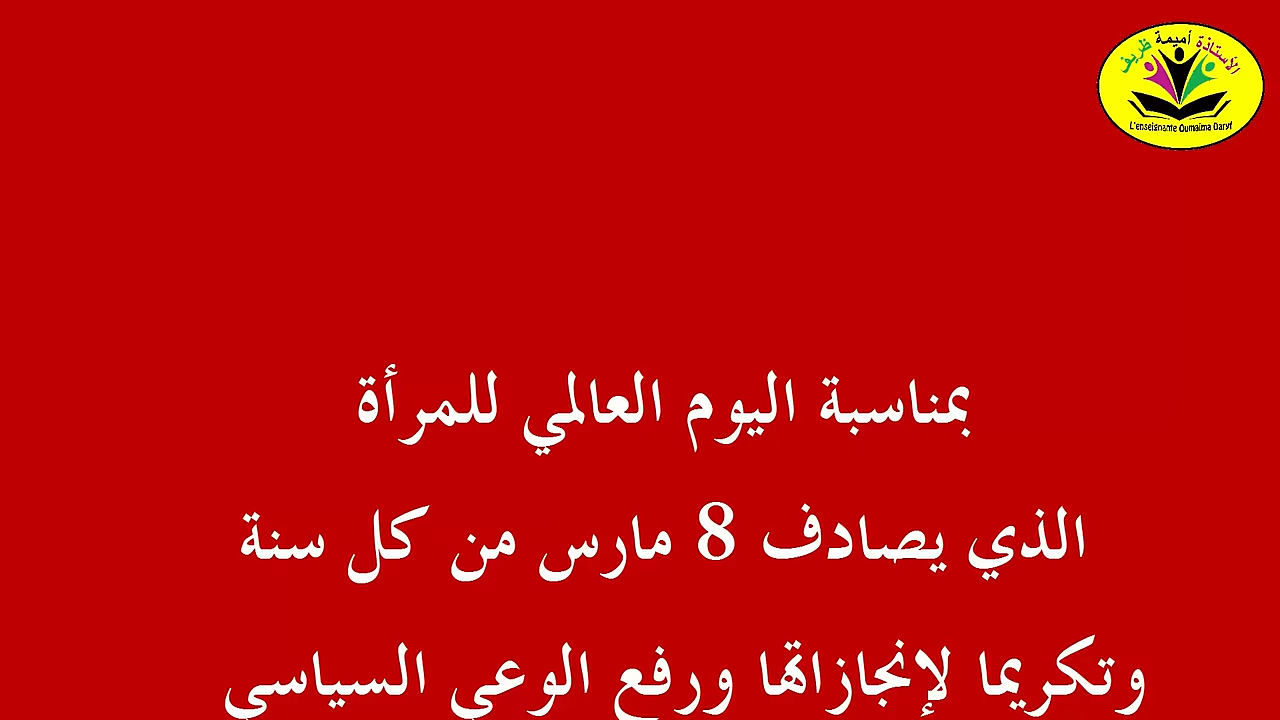 الأستاذة أميمة ظريف
L'enseignante Oumaima Daryf
بمناسبة اليوم العالمي للمرأة
الذي يصادف 8 مارس من كل سنة
وتكريما لإنجازاتها ورفع الوعي السياسي